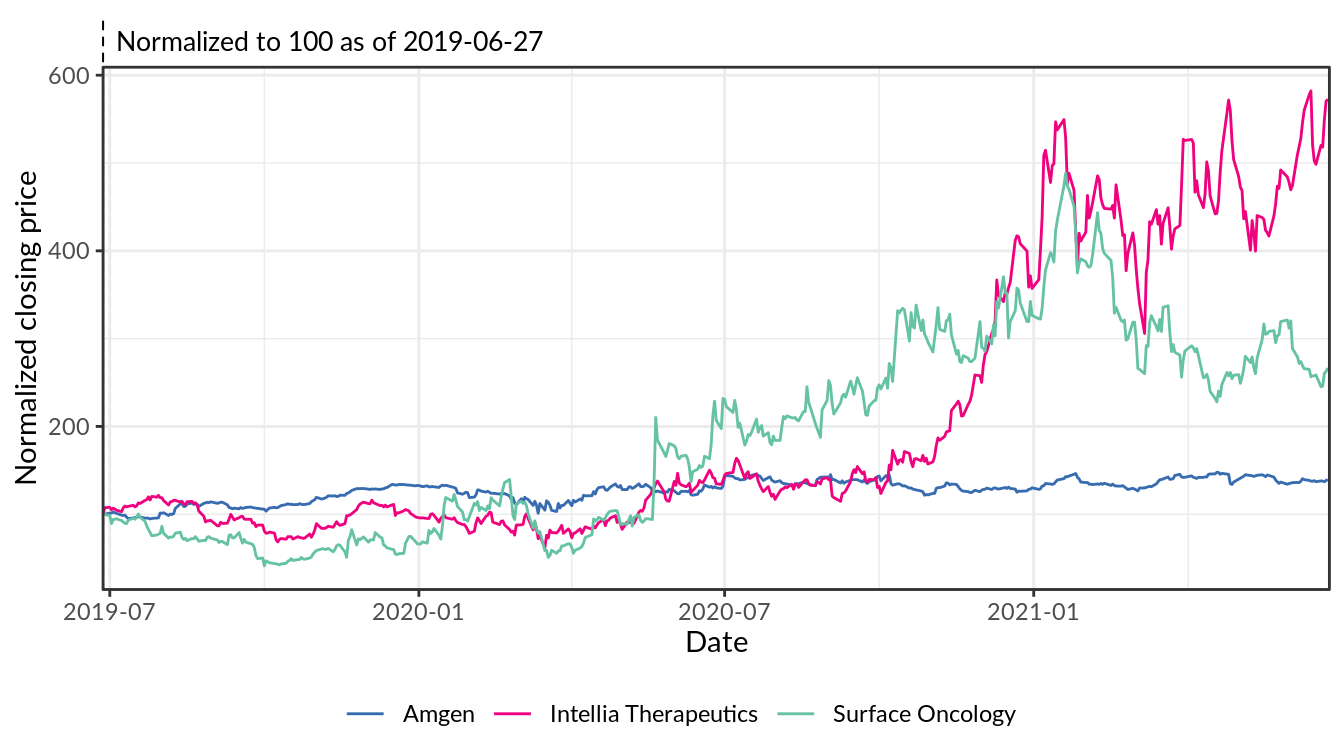 Normalized to 100 as of 2019-06-27
Normalized closing price
600
400
200
2019-07 2020-01 2020-07 2021-01
Date
Amgen Intellia Therapeutics Surface Oncology